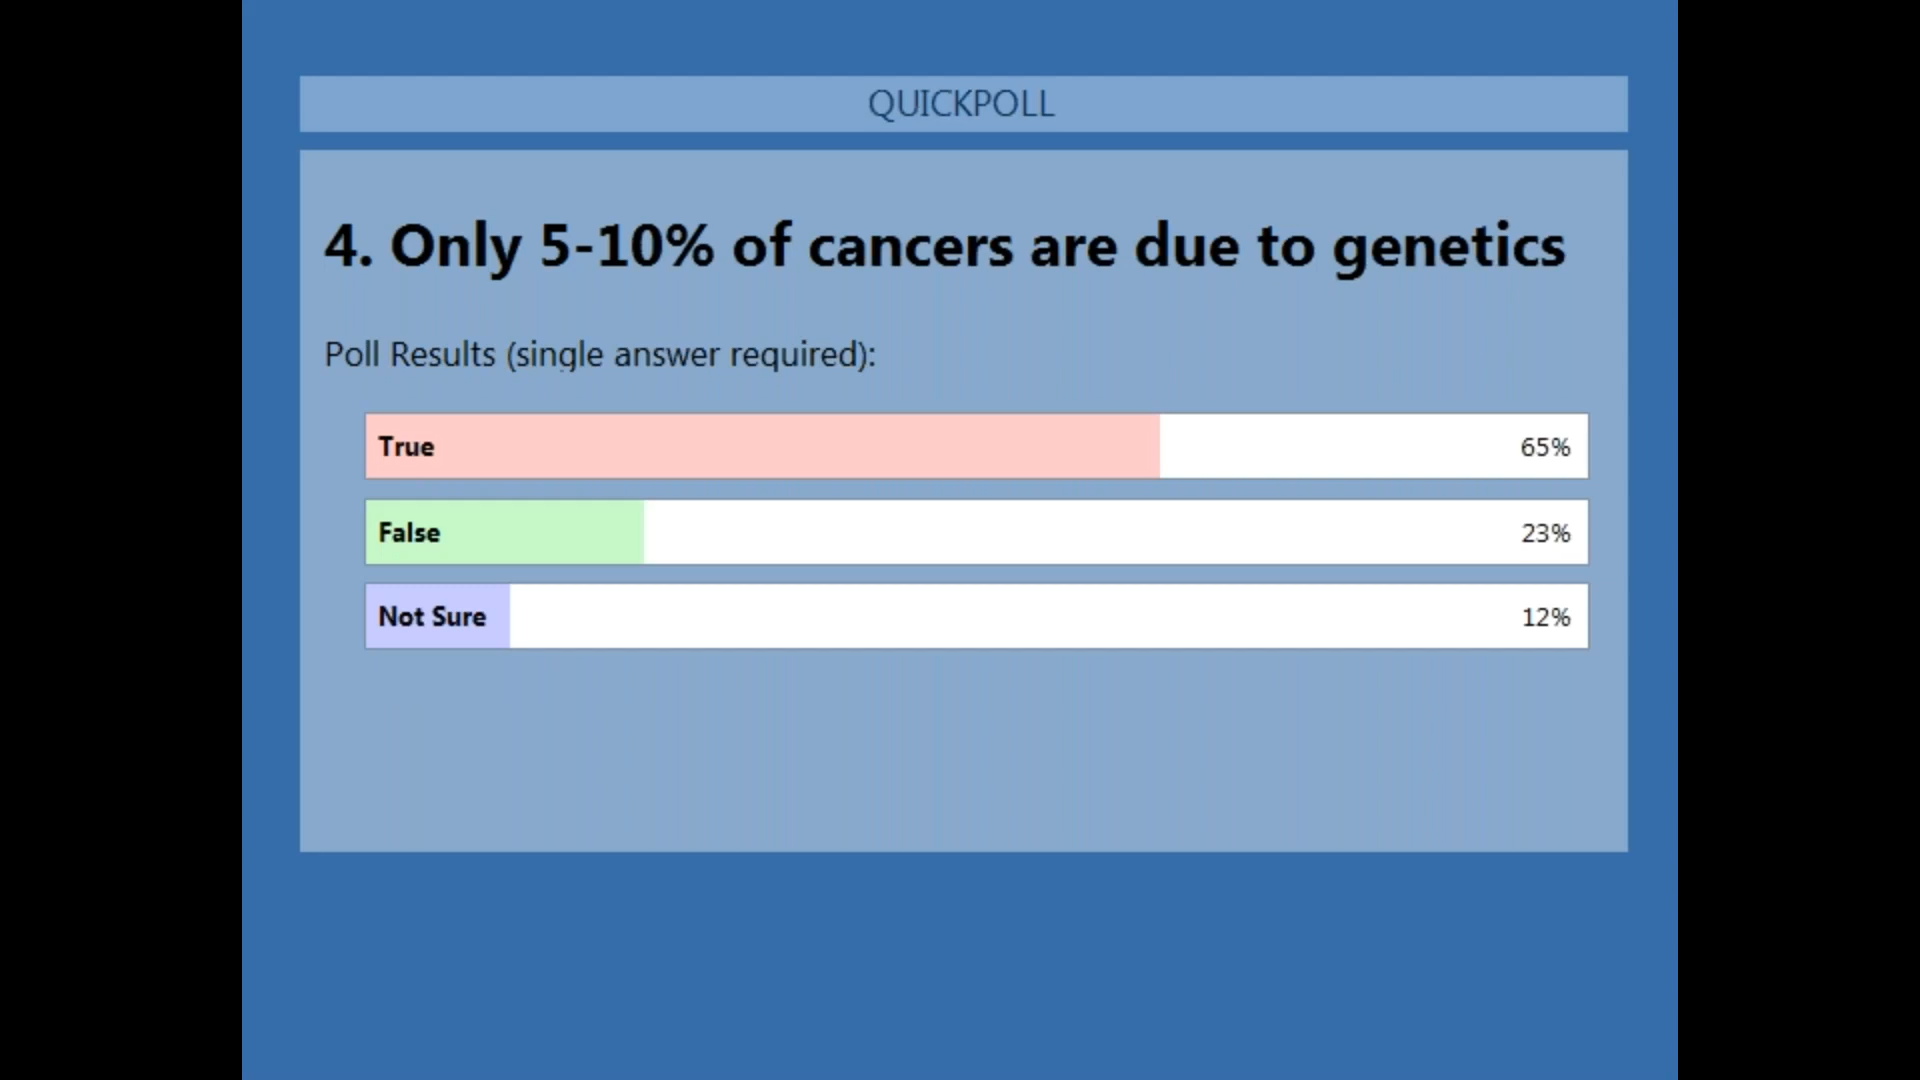 QUICKPOLL
4. Only 5-10% of cancers are due to genetics
Poll Results (single answer required):
True 65%
False 23%
Not Sure 12%